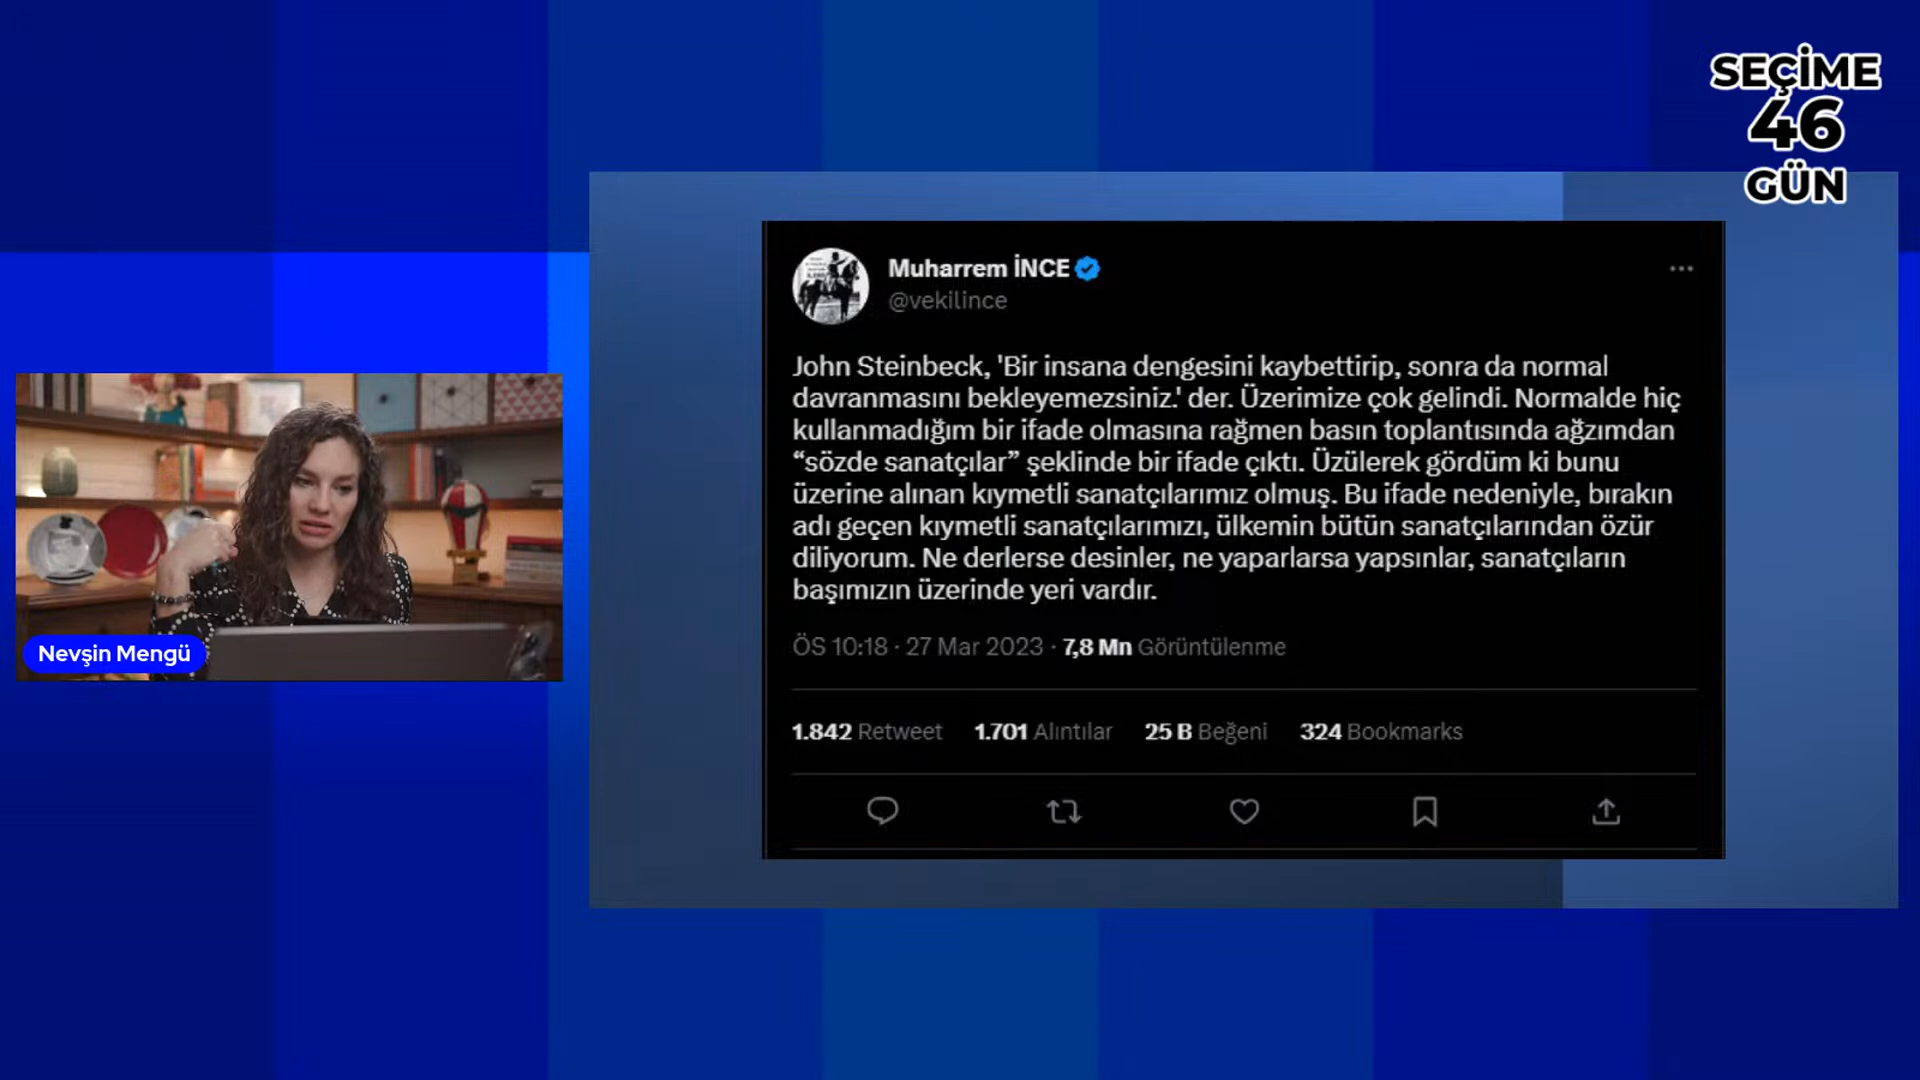 SEÇİME
46
GÜN
Muharrem İNCE
@vekilince
John Steinbeck, 'Bir insana dengesini kaybettirip, sonra da normal
davranmasını bekleyemezsiniz.' der. Üzerimize çok gelindi. Normalde hiç
kullanmadığım bir ifade olmasına rağmen basın toplantısında ağzımdan
“sözde sanatçılar” şeklinde bir ifade çıktı. Üzülerek gördüm ki bunu
üzerine alınan kıymetli sanatçılarımız olmuş. Bu ifade nedeniyle, bırakın
adı geçen kıymetli sanatçılarımızı, ülkemin bütün sanatçılarından özür
diliyorum. Ne derlerse desinler, ne yaparlarsa yapsınlar, sanatçıların
başımızın üzerinde yeri vardır.
ÖS 10:18 · 27 Mar 2023 · 7,8 Mn Görüntülenme
1.842 Retweet 1.701 Alıntılar 25 B Beğeni 324 Bookmarks
Nevşin Mengü